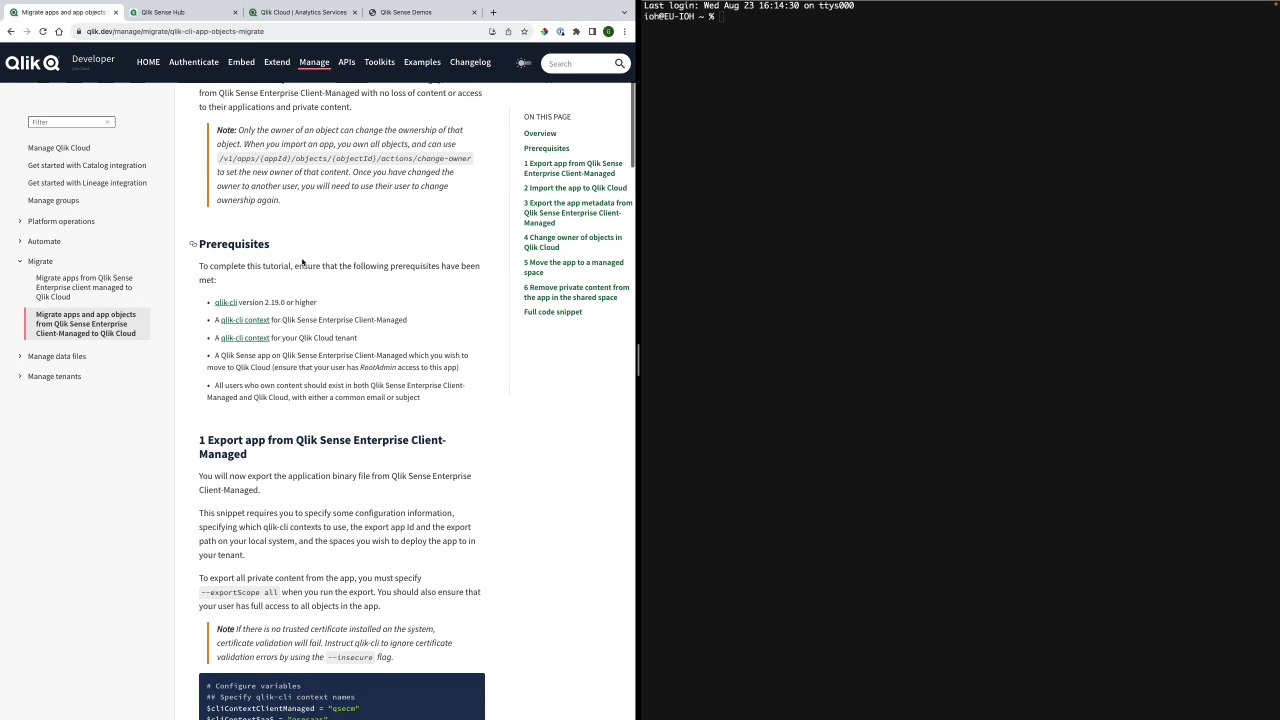 Migrate apps and app objects
Qlik Sense Hub
Qlik Cloud | Analytics Services
Qlik Sense Demos
qlik.dev/manage/migrate/qlik-cli-app-objects-migrate
Qlik
Developer
HOME
Authenticate
Embed
Extend
Manage
APIs
Toolkits
Examples
Changelog
Search
Filter
Manage Qlik Cloud
Get started with Catalog integration
Get started with Lineage integration
Manage groups
Platform operations
Automate
Migrate
Migrate apps from Qlik Sense
Enterprise client managed to
Qlik Cloud
Migrate apps and app objects
from Qlik Sense Enterprise
Client-Managed to Qlik Cloud
Manage data files
Manage tenants
from Qlik Sense Enterprise Client-Managed with no loss of content or access
to their applications and private content.
Note: Only the owner of an object can change the ownership of that
object. When you import an app, you own all objects, and can use
/v1/apps/{appId}/objects/{objectId}/actions/change-owner
to set the new owner of that content. Once you have changed the
owner to another user, you will need to use their user to change
ownership again.
Prerequisites
To complete this tutorial, ensure that the following prerequisites have been
met:
• qlik-cli version 2.19.0 or higher
• A qlik-cli context for Qlik Sense Enterprise Client-Managed
• A qlik-cli context for your Qlik Cloud tenant
• A Qlik Sense app on Qlik Sense Enterprise Client-Managed which you wish to
move to Qlik Cloud (ensure that your user has RootAdmin access to this app)
• All users who own content should exist in both Qlik Sense Enterprise Client-
Managed and Qlik Cloud, with either a common email or subject
1 Export app from Qlik Sense Enterprise Client-
Managed
You will now export the application binary file from Qlik Sense Enterprise
Client-Managed.
This snippet requires you to specify some configuration information,
specifying which qlik-cli contexts to use, the export app Id and the export
path on your local system, and the spaces you wish to deploy the app to in
your tenant.
To export all private content from the app, you must specify
--exportScope all when you run the export. You should also ensure that
your user has full access to all objects in the app.
Note If there is no trusted certificate installed on the system,
certificate validation will fail. Instruct qlik-cli to ignore certificate
validation errors by using the --insecure flag.
# Configure variables
## Specify qlik-cli context names
$cliContextClientManaged = "qsecm"
ON THIS PAGE
Overview
Prerequisites
1 Export app from Qlik Sense
Enterprise Client-Managed
2 Import the app to Qlik Cloud
3 Export the app metadata from
Qlik Sense Enterprise Client-
Managed
4 Change owner of objects in
Qlik Cloud
5 Move the app to a managed
space
6 Remove private content from
the app in the shared space
Full code snippet
Last login: Wed Aug 23 16:14:30 on ttys000
ioh@EU-IOH ~ %